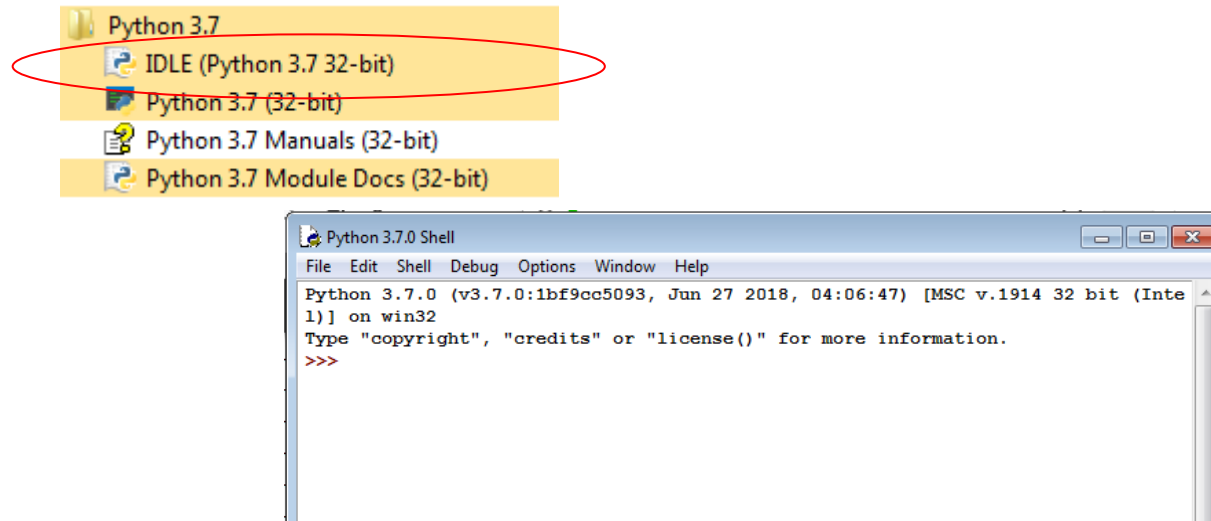 Python 3.7
IDLE (Python 3.7 32-bit)
Python 3.7 (32-bit)
Python 3.7 Manuals (32-bit)
Python 3.7 Module Docs (32-bit)
Python 3.7.0 Shell
File Edit Shell Debug Options Window Help
Python 3.7.0 (v3.7.0:1bf9cc5093, Jun 27 2018, 04:06:47) [MSC v.1914 32 bit (Inte
l)] on win32
Type "copyright", "credits" or "license()" for more information.
>>>